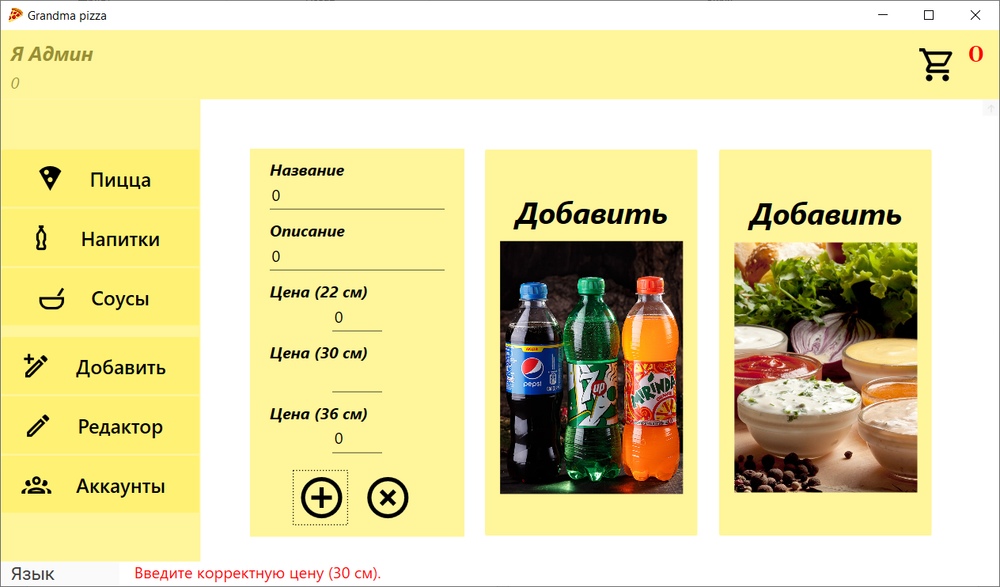 Grandma pizza
Я Админ
0
0
Пицца
Напитки
Соусы
Добавить
Редактор
Аккаунты
Название
0
Описание
0
Цена (22 см)
0
Цена (30 см)
Цена (36 см)
0
Добавить
АКЦІЯ
pepsi
7up
MIRINDA
Добавить
Язык
Введите корректную цену (30 см).